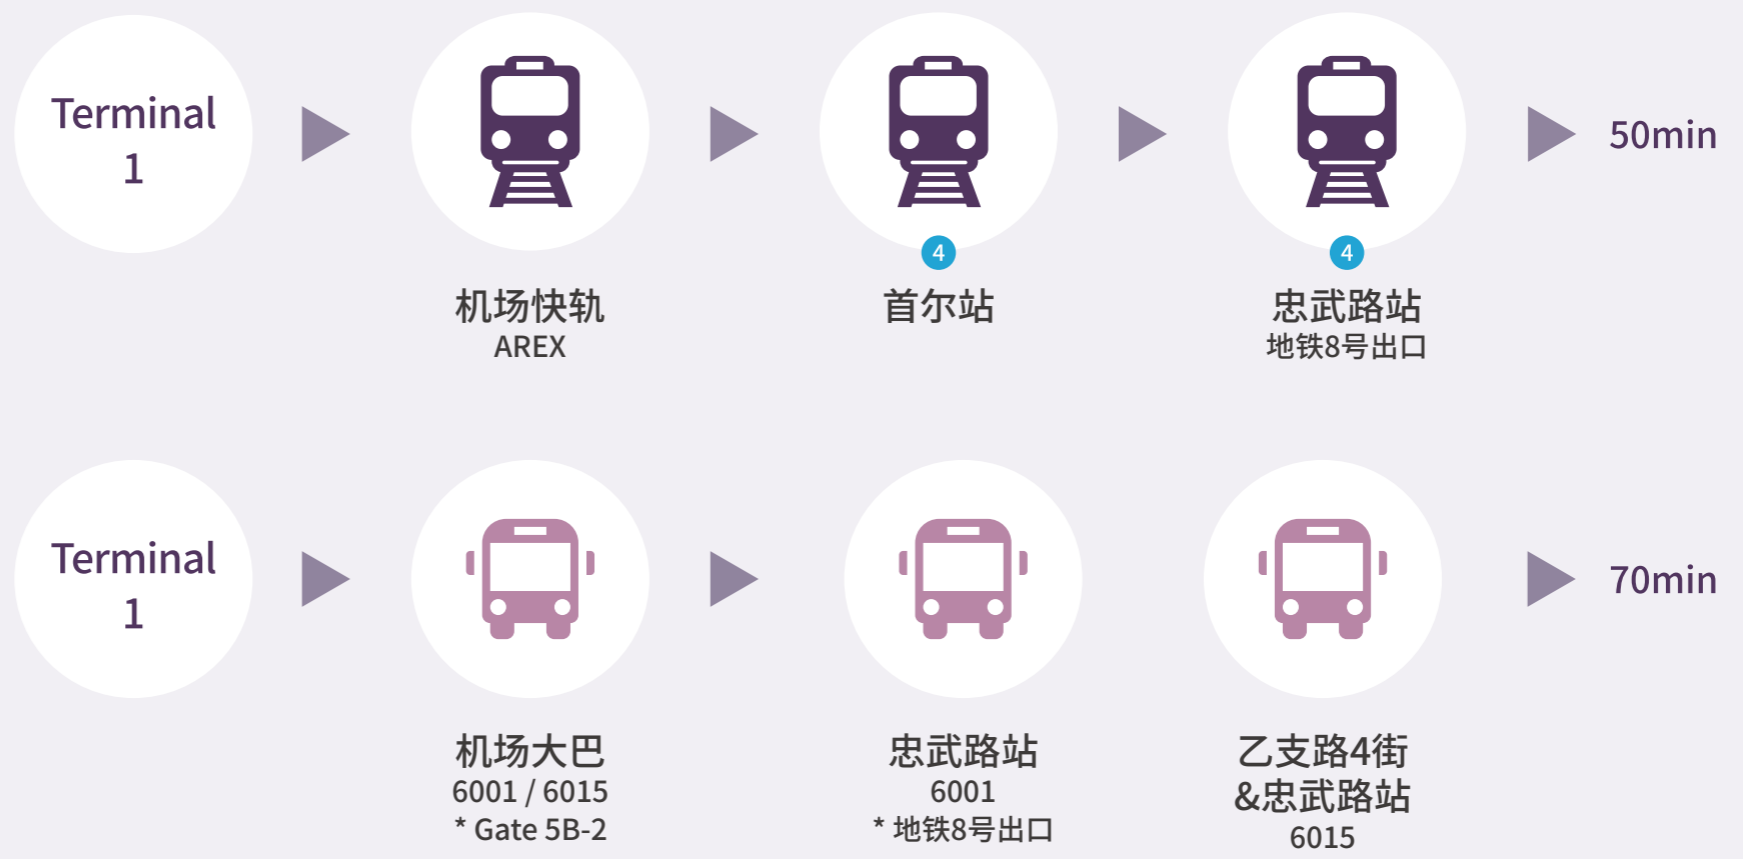 Terminal
1
50min
4
4
机场快轨
AREX
首尔站
忠武路站
地铁8号出口
Terminal
1
70min
机场大巴
6001 / 6015
* Gate 5B-2
忠武路站
6001
* 地铁8号出口
乙支路4街
&忠武路站
6015